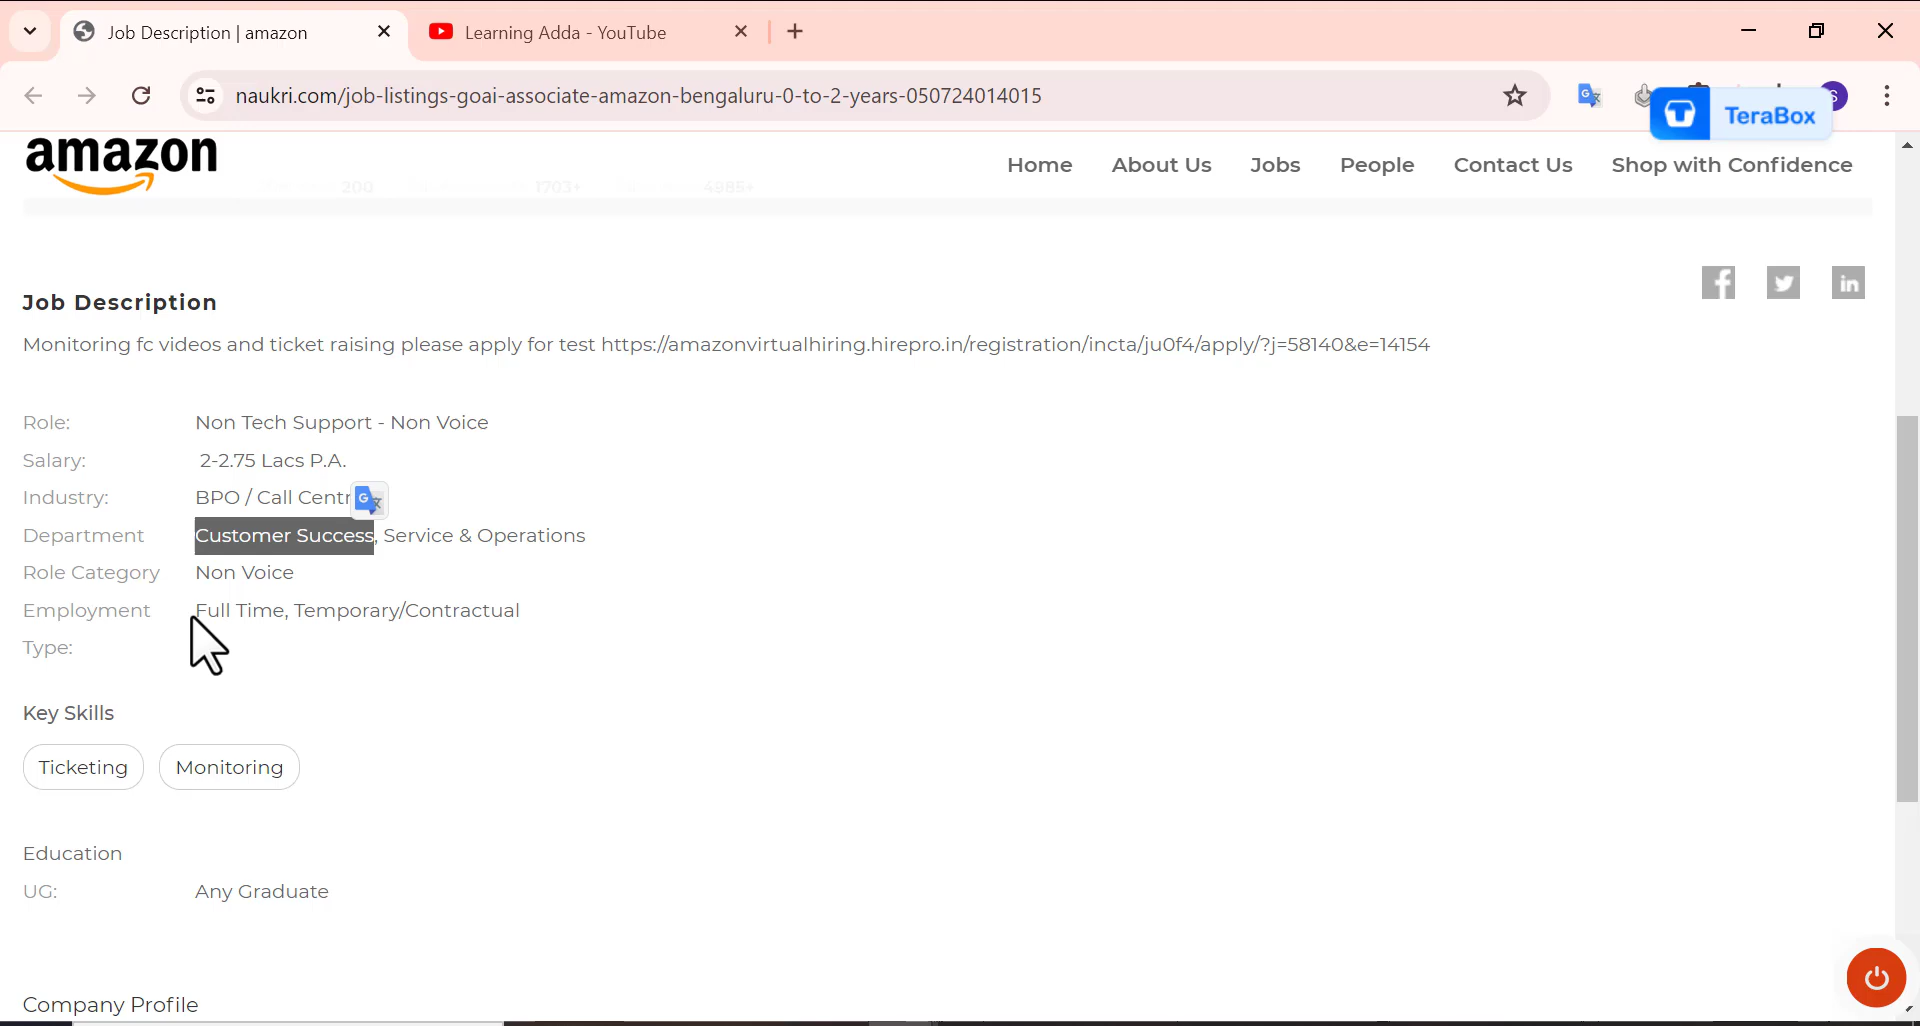 Job Description | amazon
Learning Adda - YouTube
naukri.com/job-listings-goai-associate-amazon-bengaluru-0-to-2-years-050724014015
TeraBox
amazon
Home About Us Jobs People Contact Us Shop with Confidence
200 1703+ 4985+
Job Description
Monitoring fc videos and ticket raising please apply for test https://amazonvirtualhiring.hirepro.in/registration/incta/ju0f4/apply/?j=58140&e=14154
Role: Non Tech Support - Non Voice
Salary: 2-2.75 Lacs P.A.
Industry: BPO / Call Centr
Department Customer Success, Service & Operations
Role Category Non Voice
Employment Full Time, Temporary/Contractual
Type:
Key Skills
Ticketing Monitoring
Education
UG: Any Graduate
Company Profile